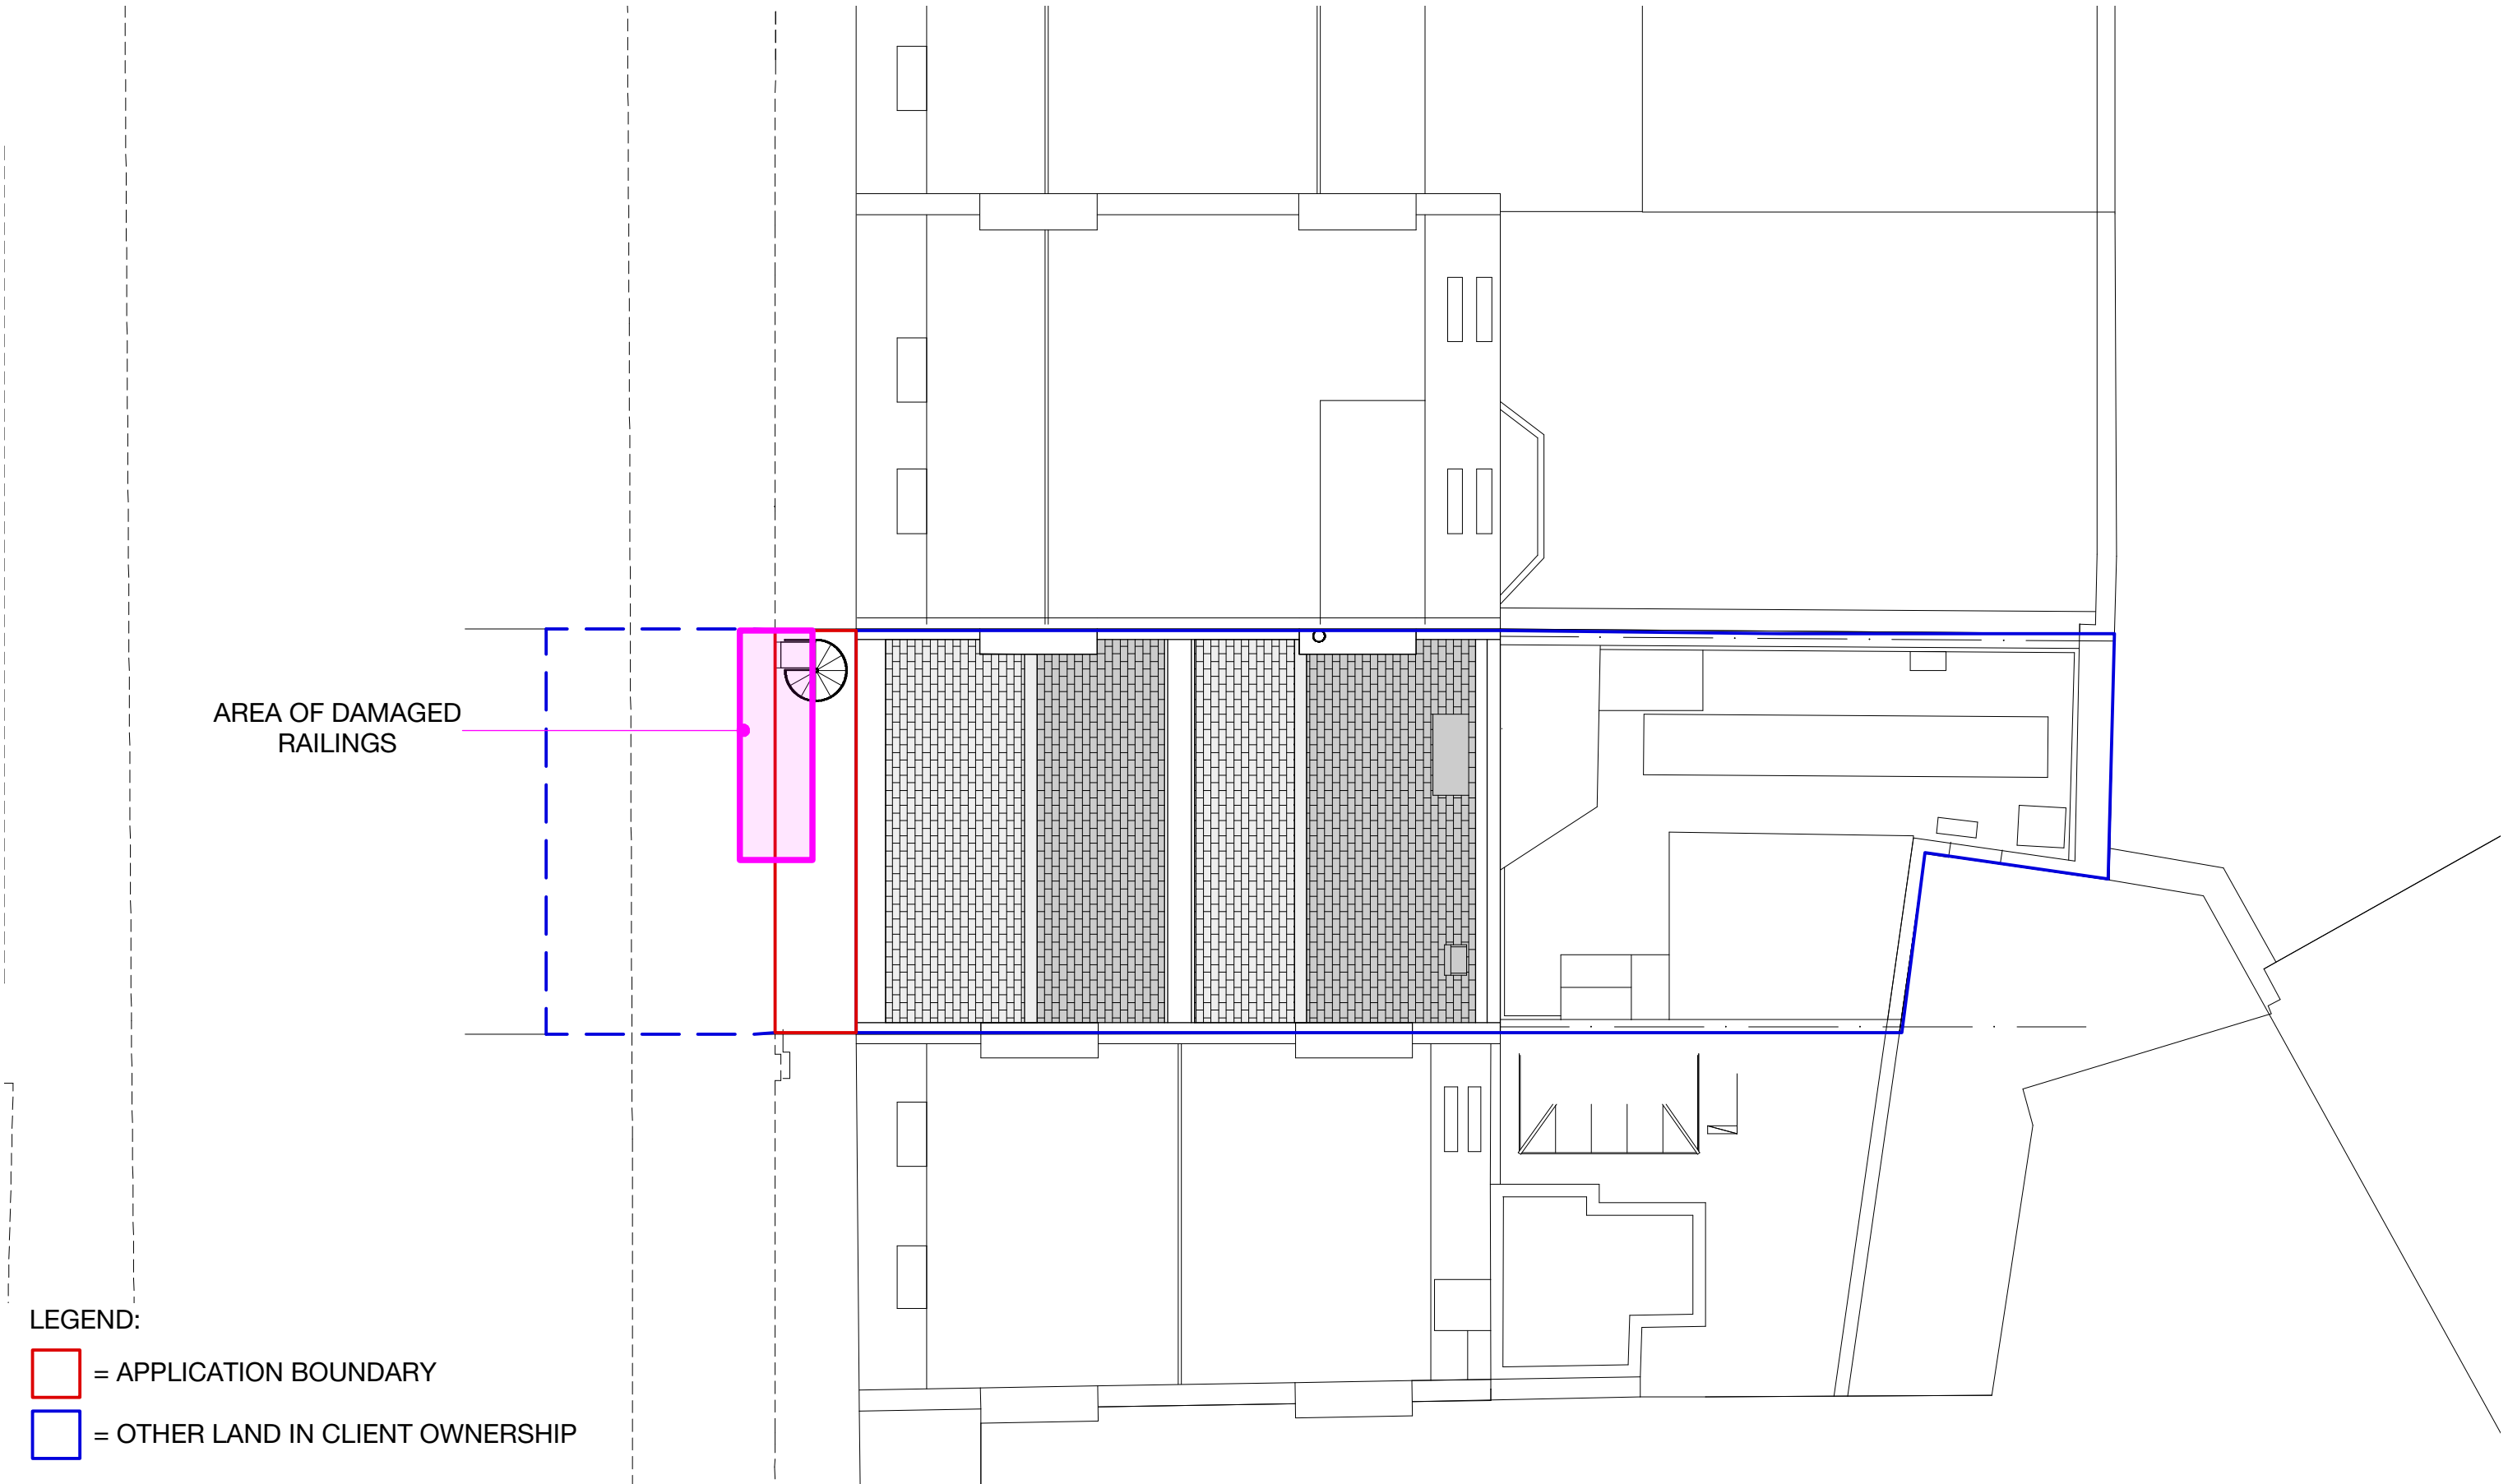 AREA OF DAMAGED
RAILINGS
LEGEND:
= APPLICATION BOUNDARY
= OTHER LAND IN CLIENT OWNERSHIP